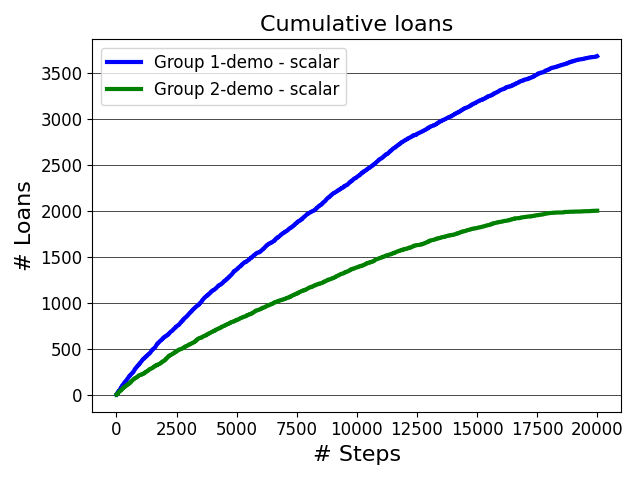 Cumulative loans
Group 1-demo - scalar
Group 2-demo - scalar
# Loans
3500
3000
2500
2000
1500
1000
500
0
0 2500 5000 7500 10000 12500 15000 17500 20000
# Steps